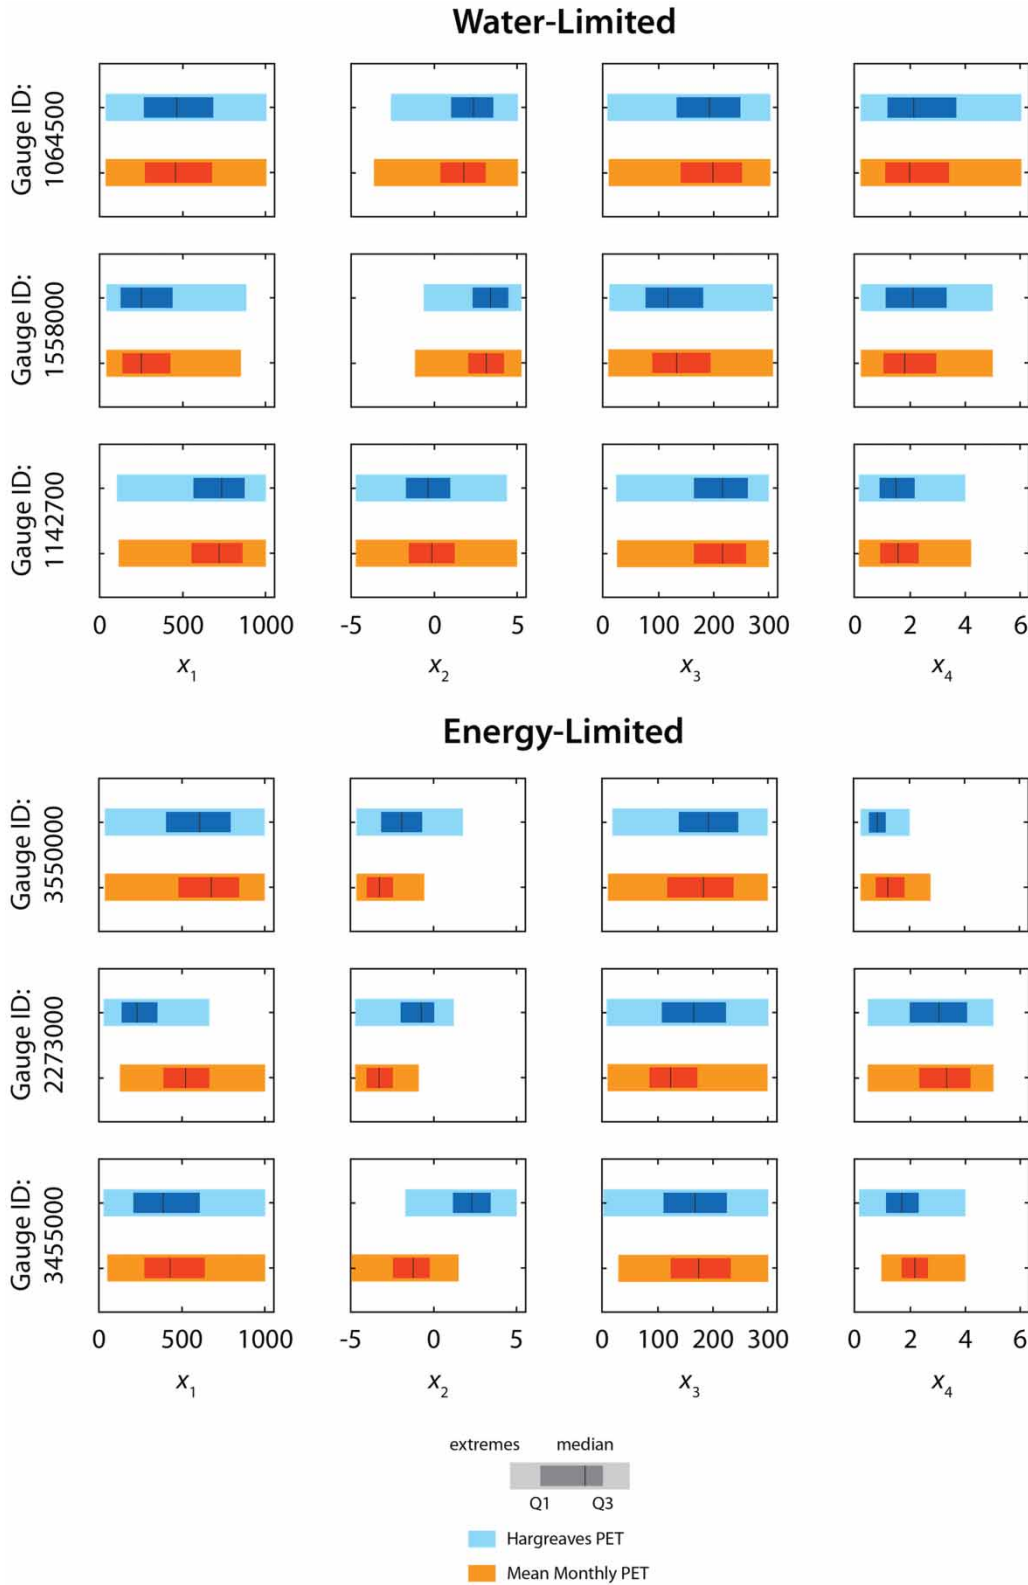 Water-Limited
Gauge ID:
1064500
Gauge ID:
1558000
Gauge ID:
1142700
0 500 1000 -5 0 5 0 100 200 300 0 2 4 6
x1 x2 x3 x4
Energy-Limited
Gauge ID:
3550000
Gauge ID:
2273000
Gauge ID:
3455000
0 500 1000 -5 0 5 0 100 200 300 0 2 4 6
x1 x2 x3 x4
extremes median
Q1 Q3
Hargreaves PET
Mean Monthly PET